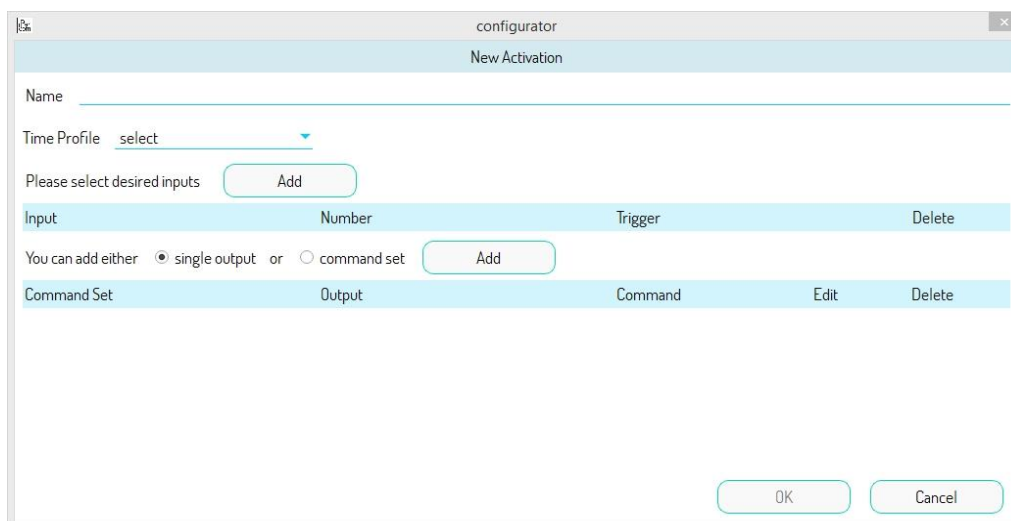 configurator
New Activation
Name
Time Profile select
Please select desired inputs Add
Input Number Trigger Delete
You can add either single output or command set Add
Command Set Output Command Edit Delete
OK Cancel